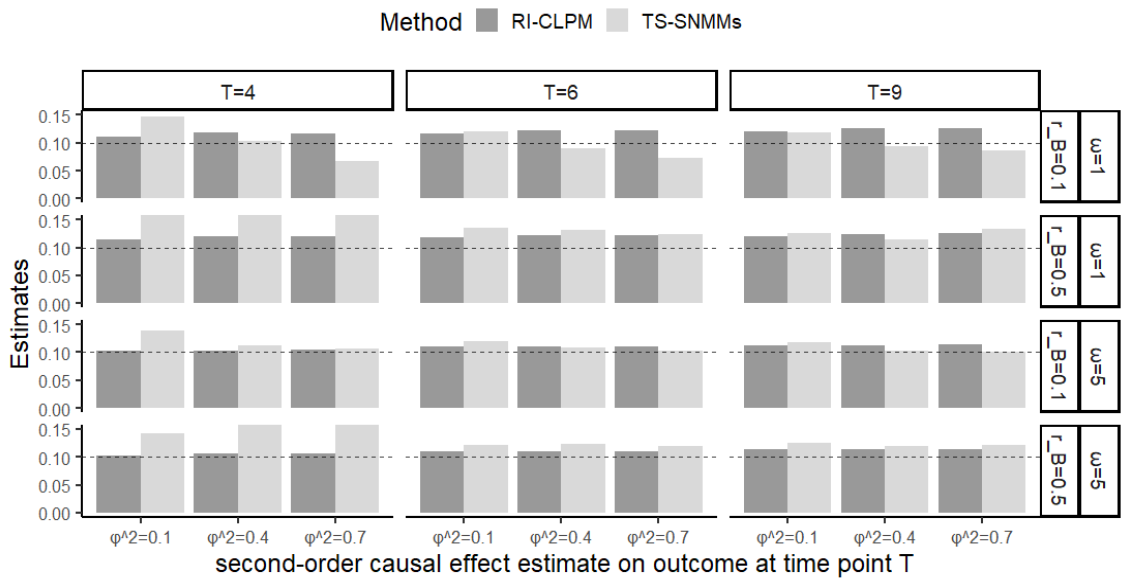 Method RI-CLPM TS-SNMMs
T=4 T=6 T=9
Estimates
0.15
0.10
0.05
0.00
r_B=0.1 ω=1
0.15
0.10
0.05
0.00
r_B=0.5 ω=1
0.15
0.10
0.05
0.00
r_B=0.1 ω=5
0.15
0.10
0.05
0.00
r_B=0.5 ω=5
φ^2=0.1 φ^2=0.4 φ^2=0.7 φ^2=0.1 φ^2=0.4 φ^2=0.7 φ^2=0.1 φ^2=0.4 φ^2=0.7
second-order causal effect estimate on outcome at time point T